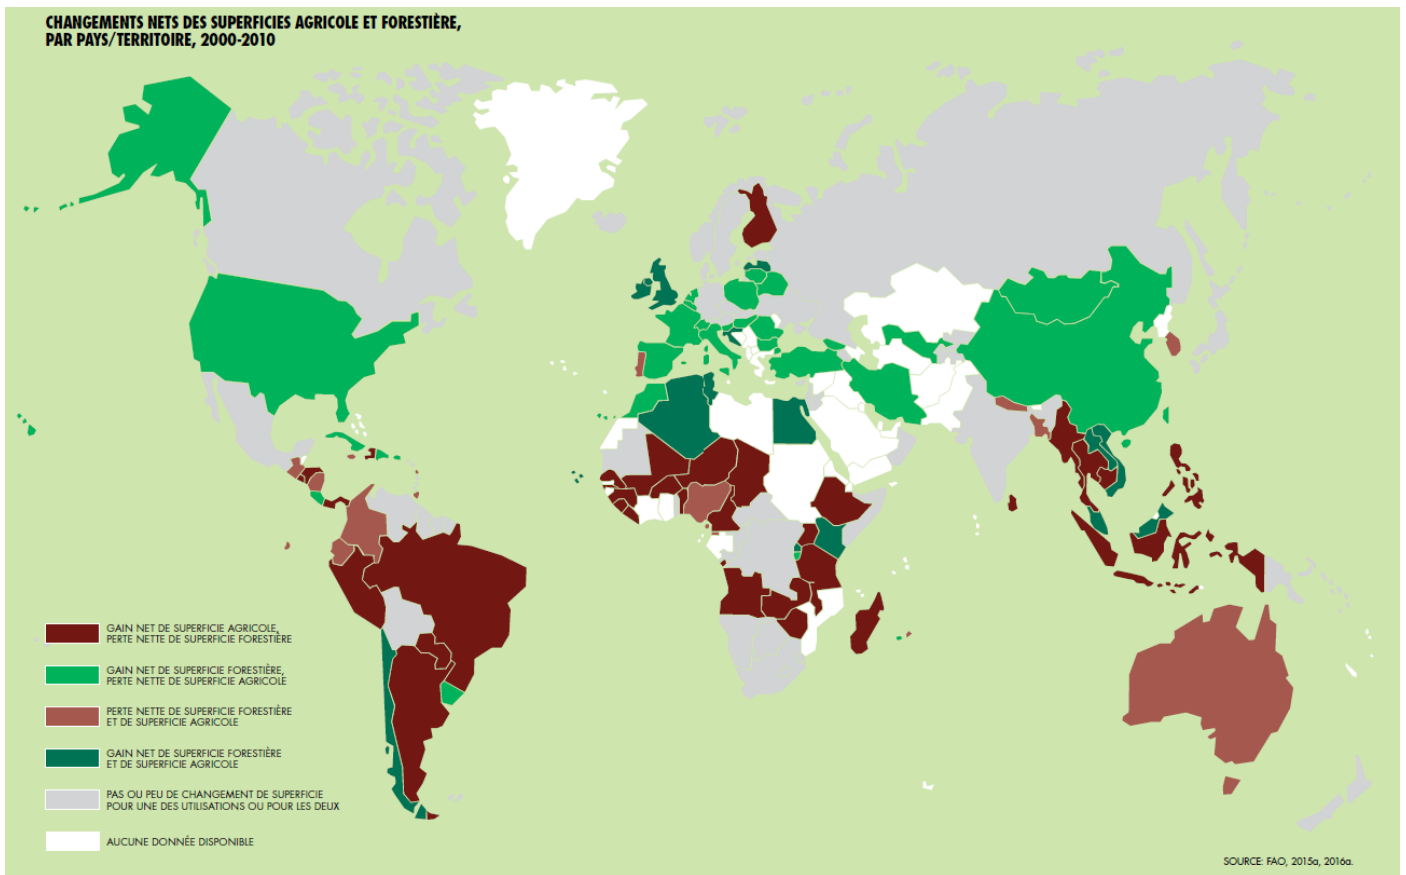 CHANGEMENTS NETS DES SUPERFICIES AGRICOLE ET FORESTIÈRE,
PAR PAYS/TERRITOIRE, 2000-2010
GAIN NET DE SUPERFICIE AGRICOLE,
PERTE NETTE DE SUPERFICIE FORESTIÈRE
GAIN NET DE SUPERFICIE FORESTIÈRE,
PERTE NETTE DE SUPERFICIE AGRICOLE
PERTE NETTE DE SUPERFICIE FORESTIÈRE
ET DE SUPERFICIE AGRICOLE
GAIN NET DE SUPERFICIE FORESTIÈRE
ET DE SUPERFICIE AGRICOLE
PAS OU PEU DE CHANGEMENT DE SUPERFICIE
POUR UNE DES UTILISATIONS OU POUR LES DEUX
AUCUNE DONNÉE DISPONIBLE
SOURCE: FAO, 2015a, 2016a.